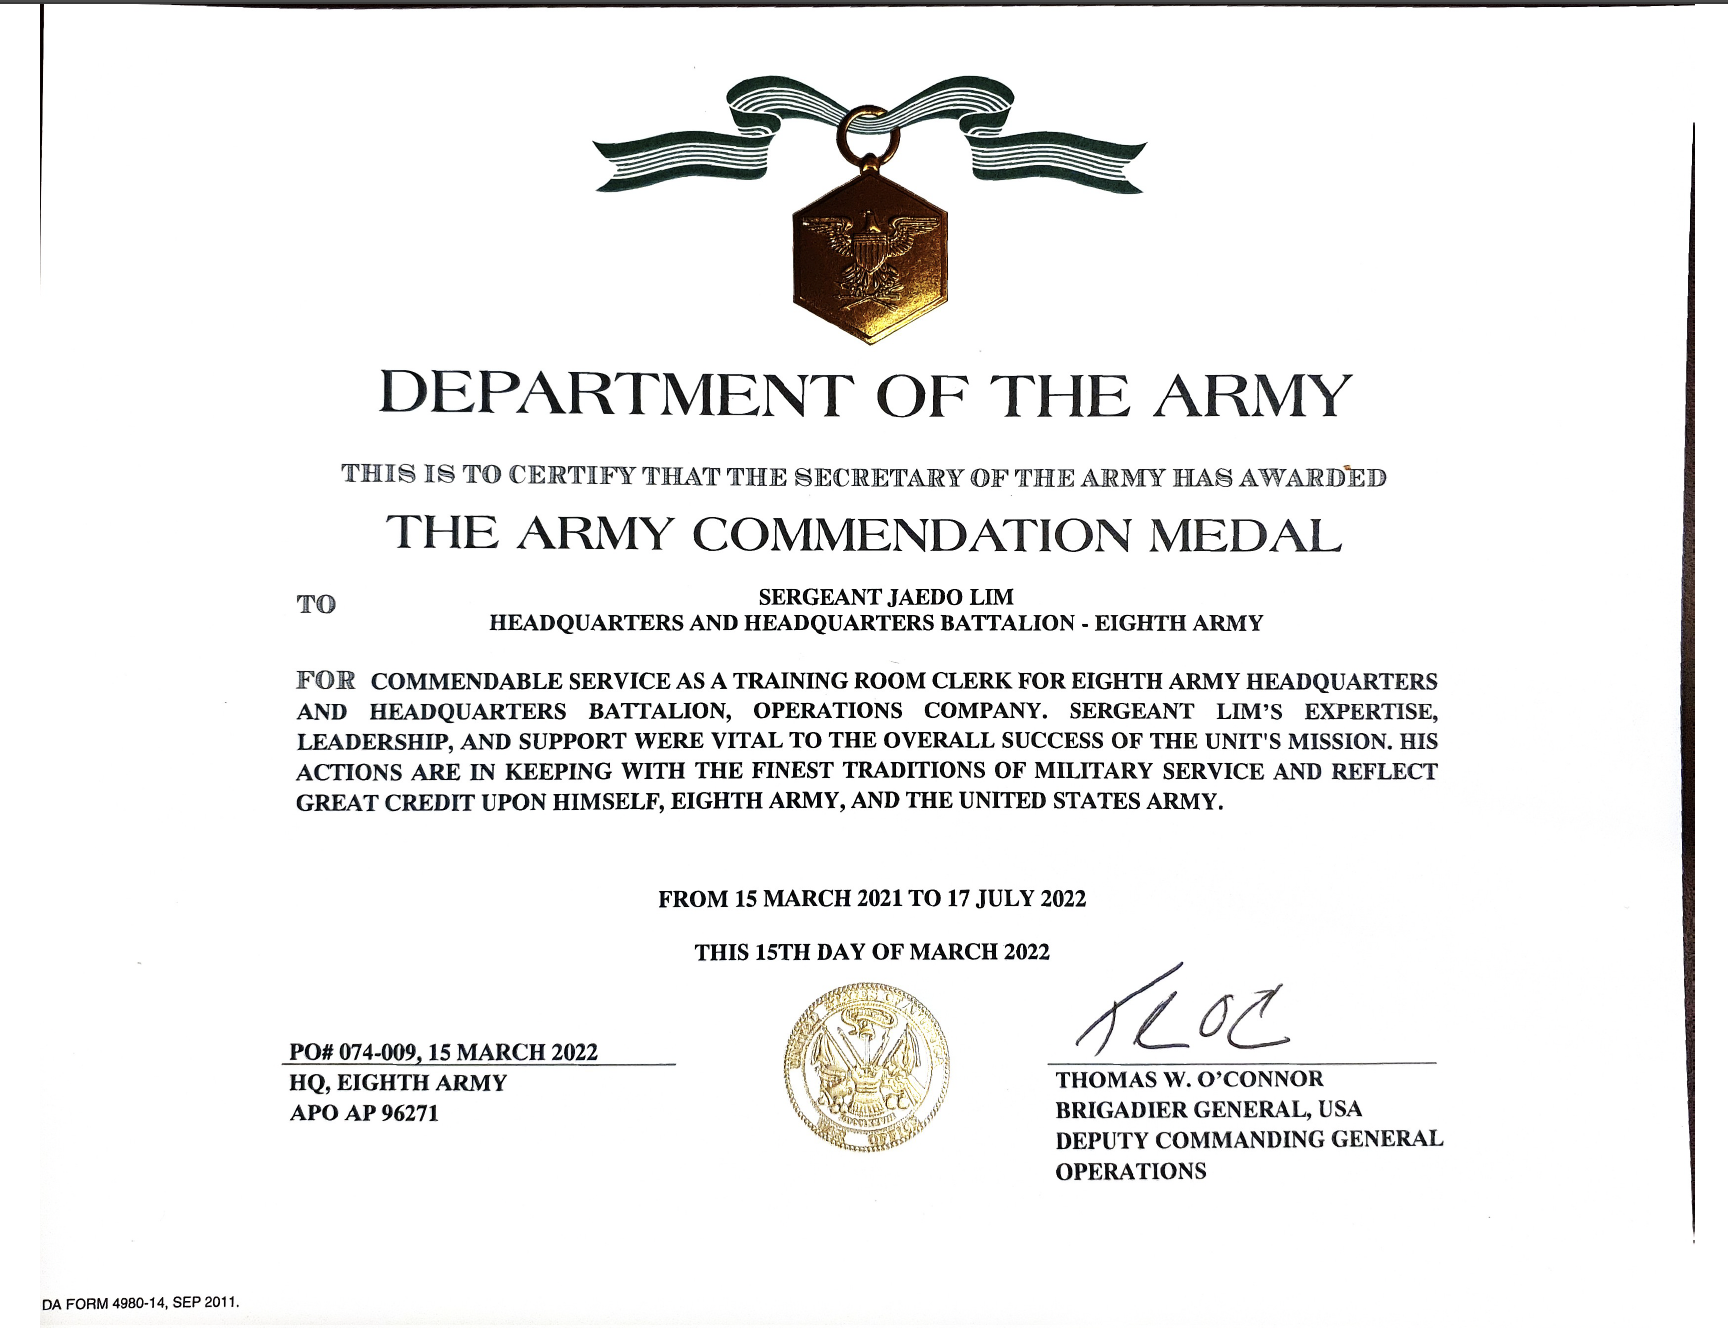 DEPARTMENT OF THE ARMY
THIS IS TO CERTIFY THAT THE SECRETARY OF THE ARMY HAS AWARDED
THE ARMY COMMENDATION MEDAL
TO
SERGEANT JAEDO LIM
HEADQUARTERS AND HEADQUARTERS BATTALION - EIGHTH ARMY
FOR COMMENDABLE SERVICE AS A TRAINING ROOM CLERK FOR EIGHTH ARMY HEADQUARTERS
AND HEADQUARTERS BATTALION, OPERATIONS COMPANY. SERGEANT LIM'S EXPERTISE,
LEADERSHIP, AND SUPPORT WERE VITAL TO THE OVERALL SUCCESS OF THE UNIT'S MISSION. HIS
ACTIONS ARE IN KEEPING WITH THE FINEST TRADITIONS OF MILITARY SERVICE AND REFLECT
GREAT CREDIT UPON HIMSELF, EIGHTH ARMY, AND THE UNITED STATES ARMY.
FROM 15 MARCH 2021 TO 17 JULY 2022
THIS 15TH DAY OF MARCH 2022
PO# 074-009, 15 MARCH 2022
HQ, EIGHTH ARMY
APO AP 96271
THOMAS W. O'CONNOR
BRIGADIER GENERAL, USA
DEPUTY COMMANDING GENERAL
OPERATIONS
DA FORM 4980-14, SEP 2011.